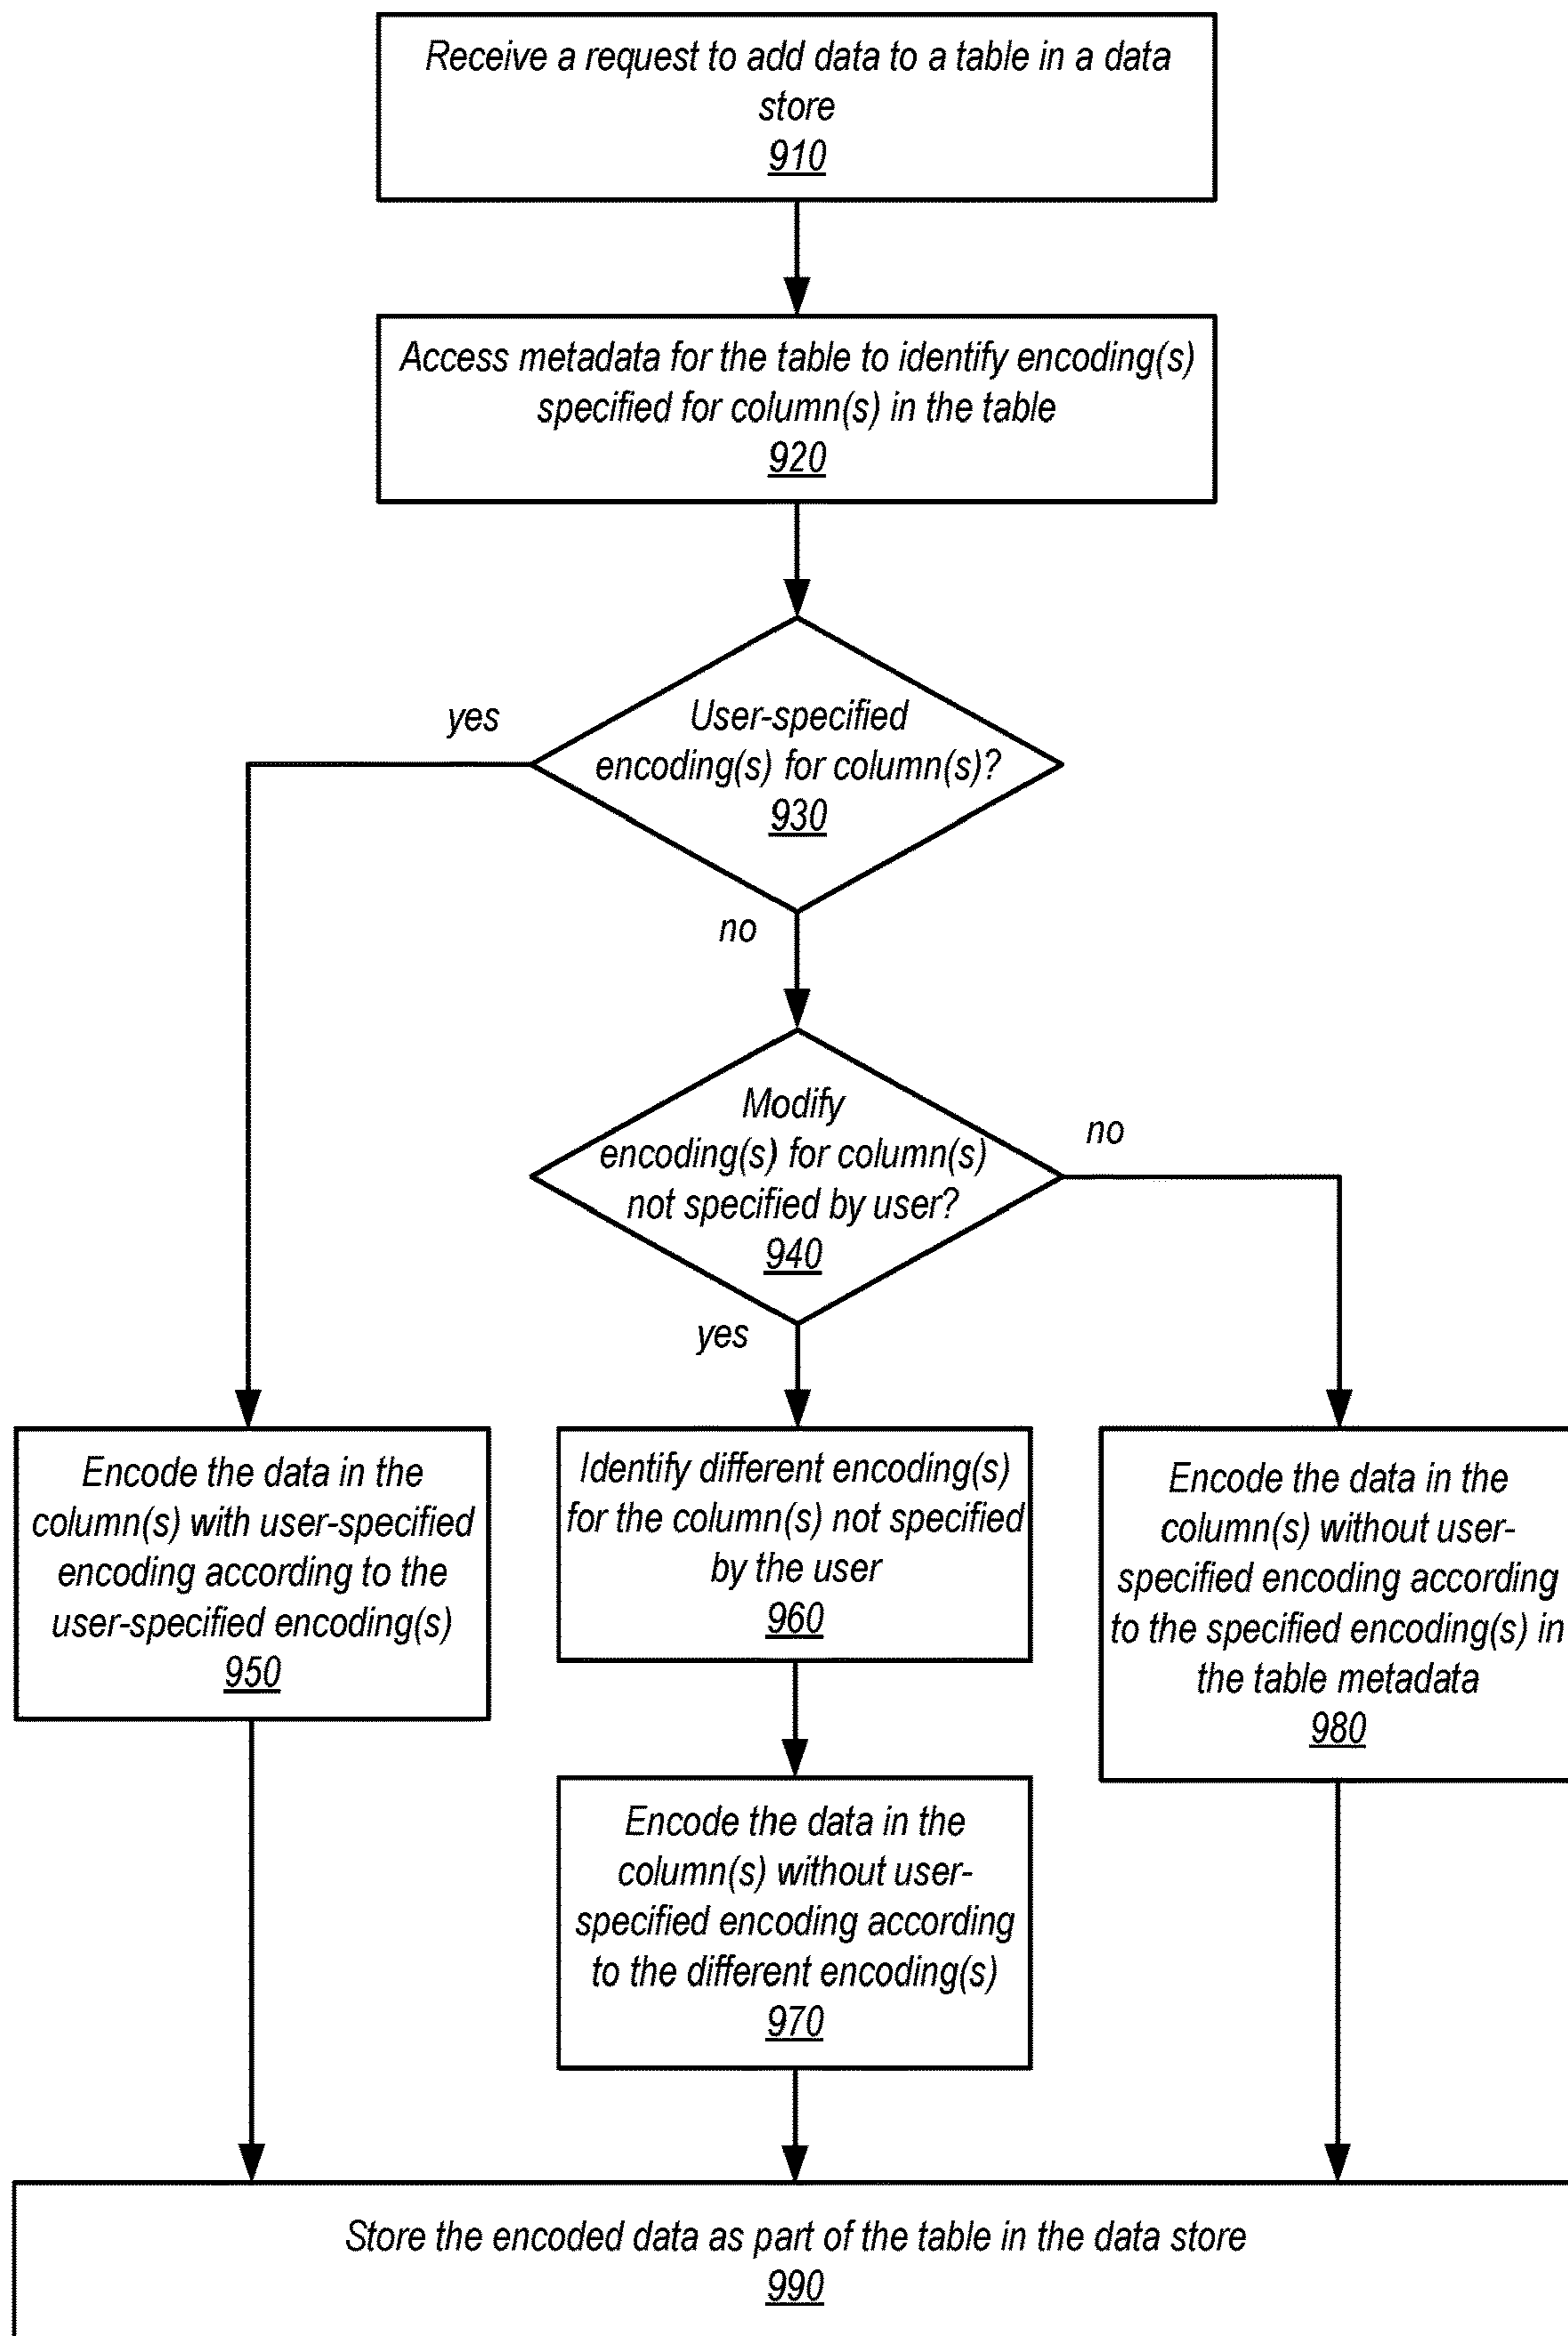 Receive a request to add data to a table in a data
store
910
Access metadata for the table to identify encoding(s)
specified for column(s) in the table
920
yes
User-specified
encoding(s) for column(s)?
930
no
Modify
encoding(s) for column(s)
not specified by user?
940
no
yes
Encode the data in the
column(s) with user-specified
encoding according to the
user-specified encoding(s)
950
Identify different encoding(s)
for the column(s) not specified
by the user
960
Encode the data in the
column(s) without user-
specified encoding according
to the specified encoding(s) in
the table metadata
980
Encode the data in the
column(s) without user-
specified encoding according
to the different encoding(s)
970
Store the encoded data as part of the table in the data store
990